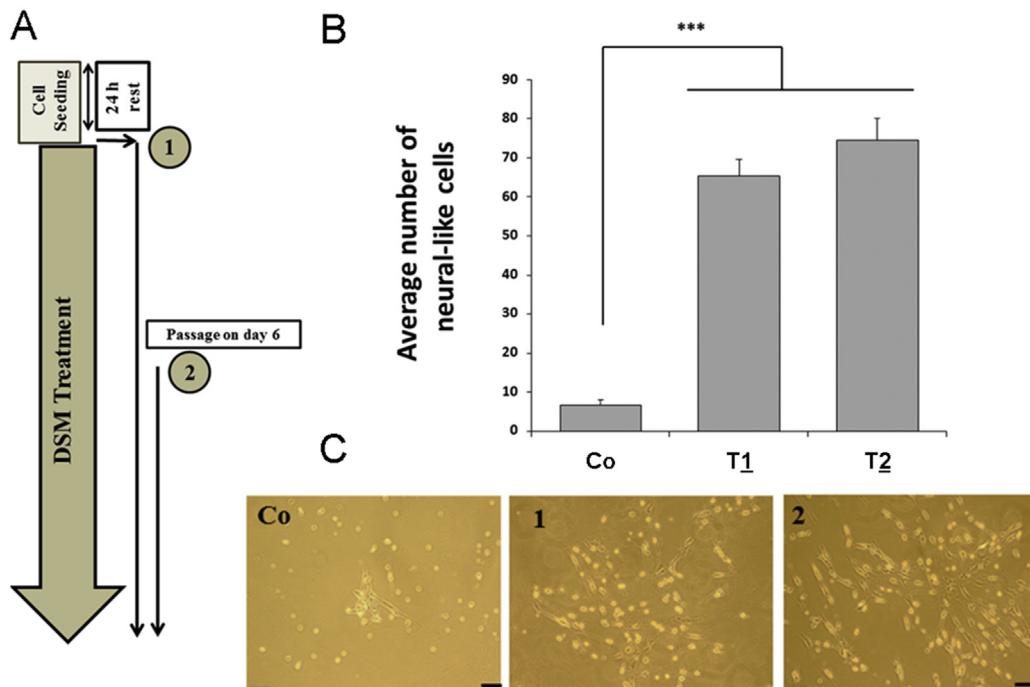 A
Cell
Seeding
24 h
rest
1
DSM Treatment
Passage on day 6
2
B
***
Average number of
neural-like cells
90
80
70
60
50
40
30
20
10
0
Co
T1
T2
C
Co
1
2